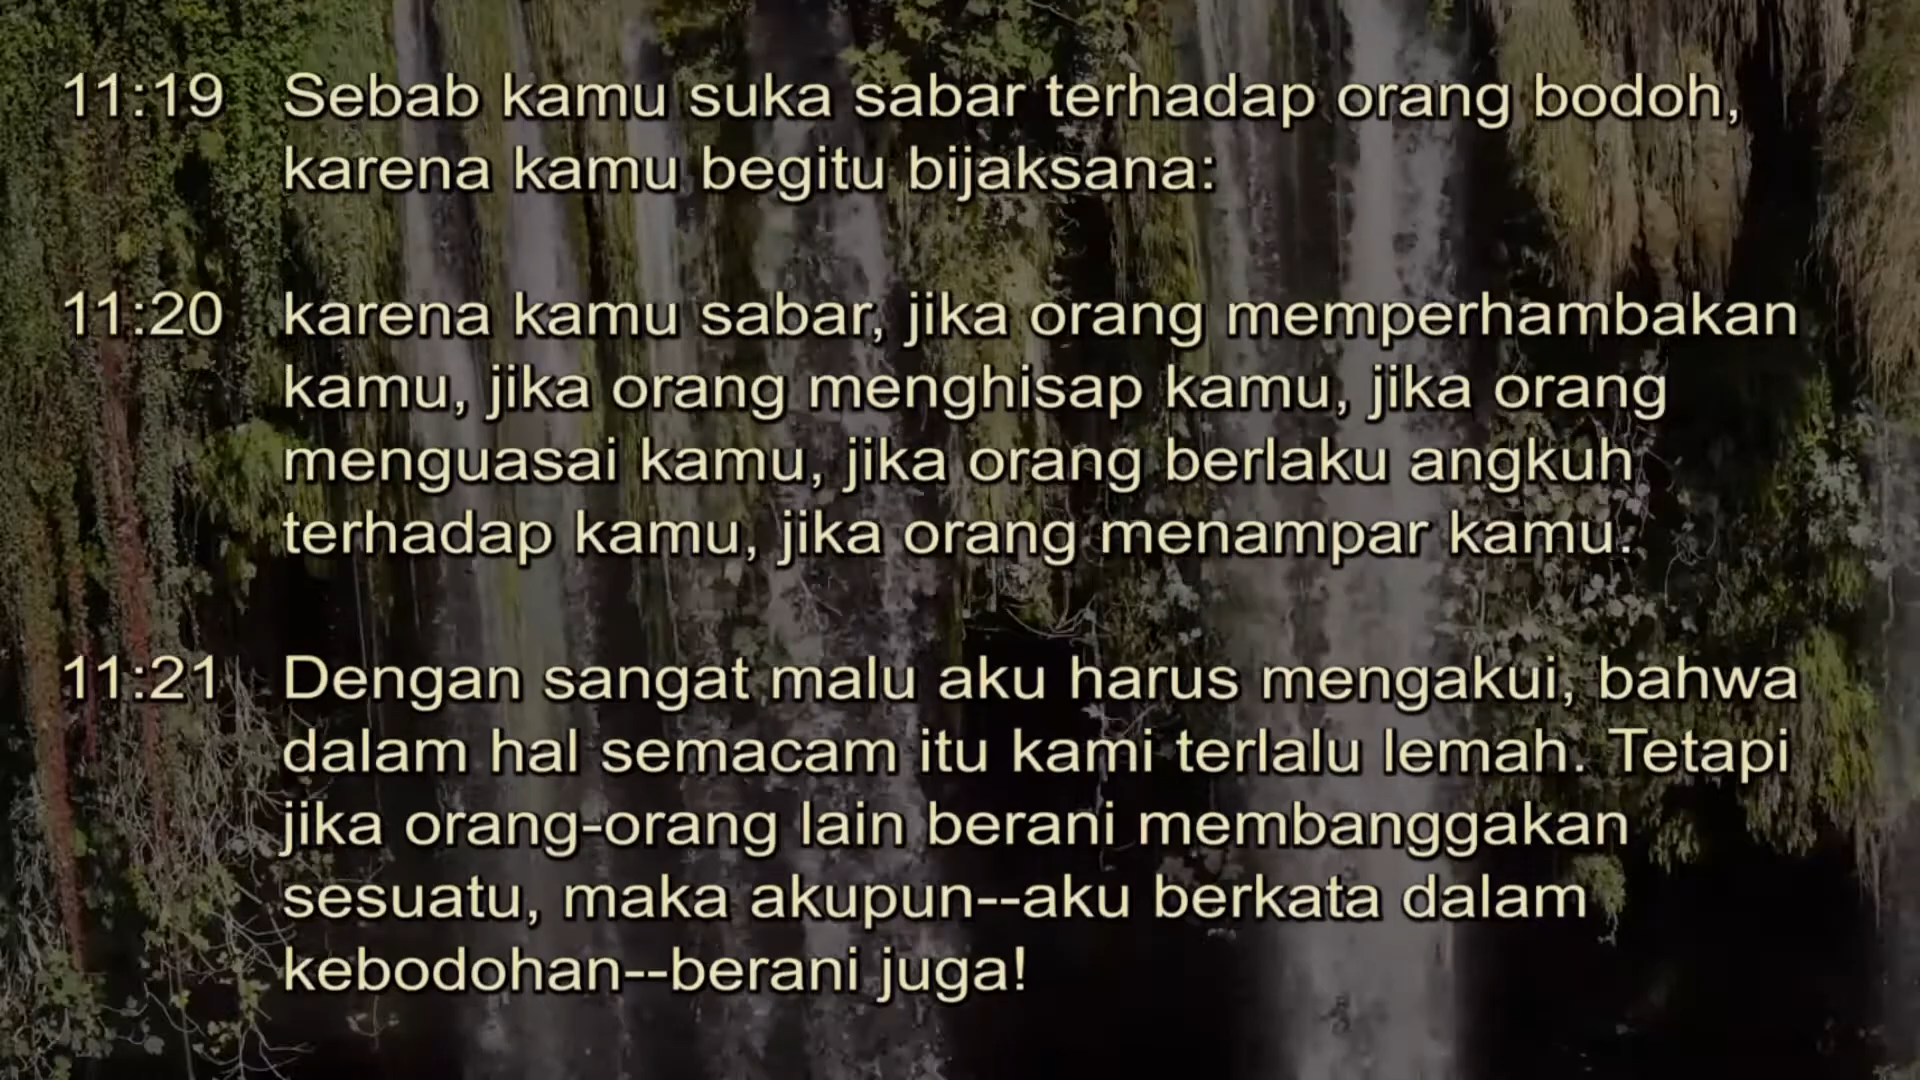 11:19 Sebab kamu suka sabar terhadap orang bodoh,
karena kamu begitu bijaksana:
11:20 karena kamu sabar, jika orang memperhambakan
kamu, jika orang menghisap kamu, jika orang
menguasai kamu, jika orang berlaku angkuh
terhadap kamu, jika orang menampar kamu.
11:21 Dengan sangat malu aku harus mengakui, bahwa
dalam hal semacam itu kami terlalu lemah. Tetapi
jika orang-orang lain berani membanggakan
sesuatu, maka akupun--aku berkata dalam
kebodohan--berani juga!